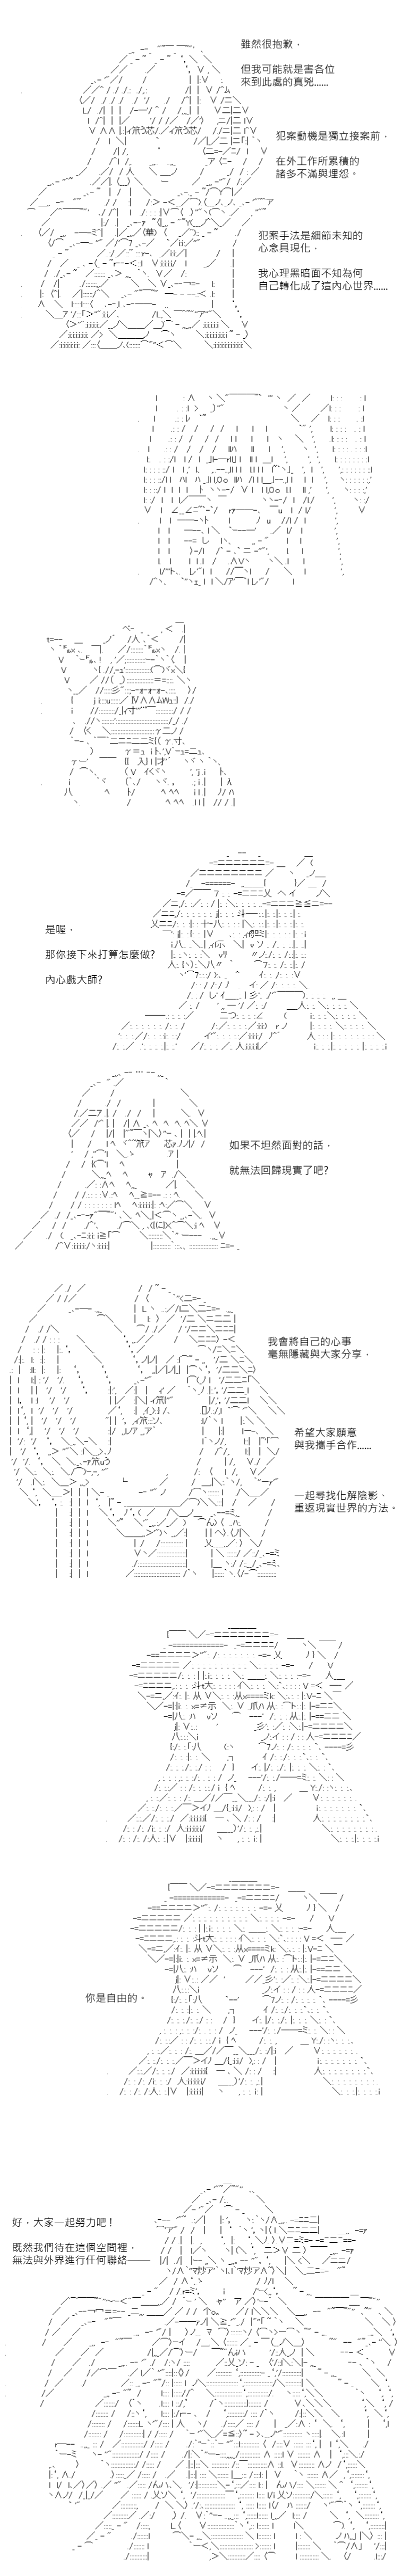 雖然很抱歉，
但我可能就是害各位
來到此處的真兇……
犯案動機是獨立接案前，
在外工作所累積的
諸多不滿與埋怨。
犯案手法是細節未知的
心念具現化，
我心理黑暗面不知為何
自己轉化成了這內心世界……
是喔，
那你接下來打算怎麼做?
內心戲大師?
如果不坦然面對的話，
就無法回歸現實了吧?
我會將自己的心事
毫無隱藏與大家分享，
希望大家願意
與我攜手合作……
一起尋找化解陰影、
重返現實世界的方法。
你是自由的。
好，大家一起努力吧！
既然我們待在這個空間裡，
無法與外界進行任何聯絡───